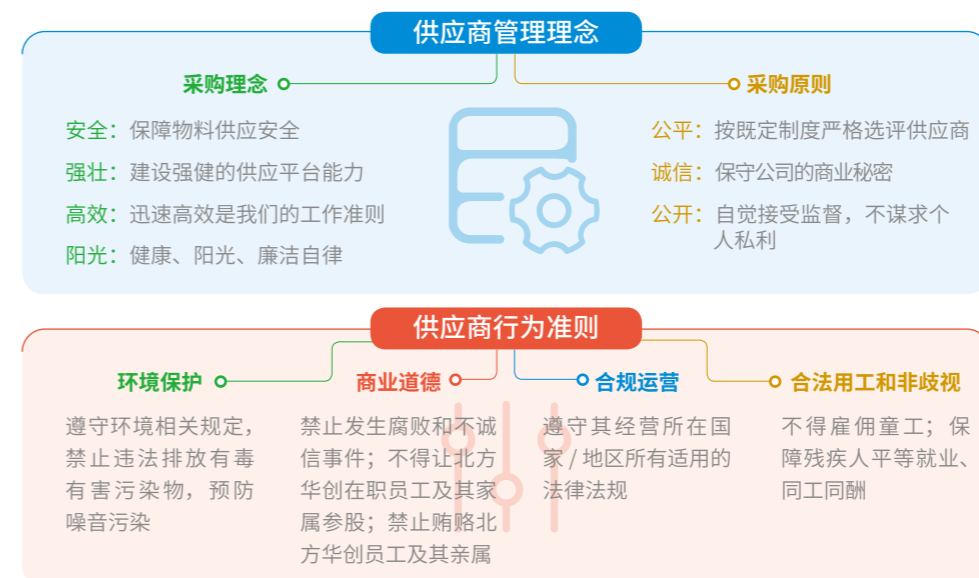 供应商管理理念
采购理念
安全：保障物料供应安全
强壮：建设强健的供应平台能力
高效：迅速高效是我们的工作准则
阳光：健康、阳光、廉洁自律
采购原则
公平：按既定制度严格选评供应商
诚信：保守公司的商业秘密
公开：自觉接受监督，不谋求个
人私利
供应商行为准则
环境保护
遵守环境相关规定，
禁止违法排放有毒
有害污染物，预防
噪音污染
商业道德
禁止发生腐败和不诚
信事件；不得让北方
华创在职员工及其家
属参股；禁止贿赂北
方华创员工及其亲属
合规运营
遵守其经营所在国
家 / 地区所有适用的
法律法规
合法用工和非歧视
不得雇佣童工；保
障残疾人平等就业、
同工同酬